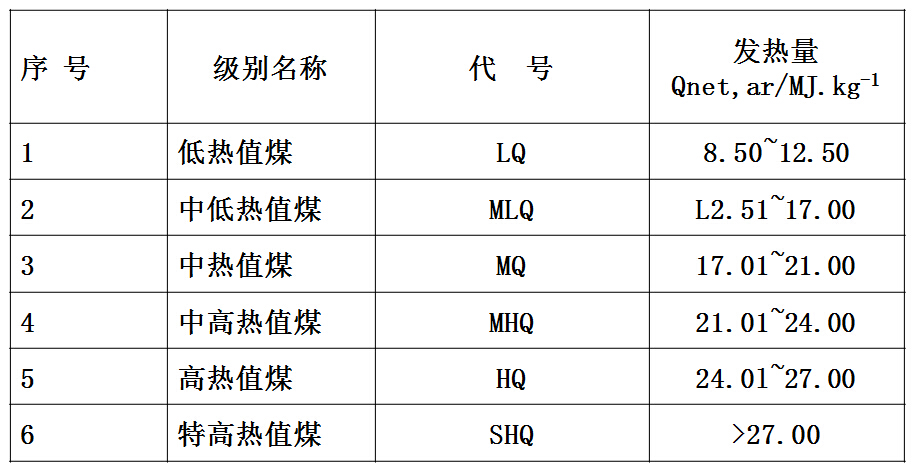 序 号 级别名称 代 号 发热量
Qnet,ar/MJ.kg⁻¹
1 低热值煤 LQ 8.50~12.50
2 中低热值煤 MLQ L2.51~17.00
3 中热值煤 MQ 17.01~21.00
4 中高热值煤 MHQ 21.01~24.00
5 高热值煤 HQ 24.01~27.00
6 特高热值煤 SHQ >27.00